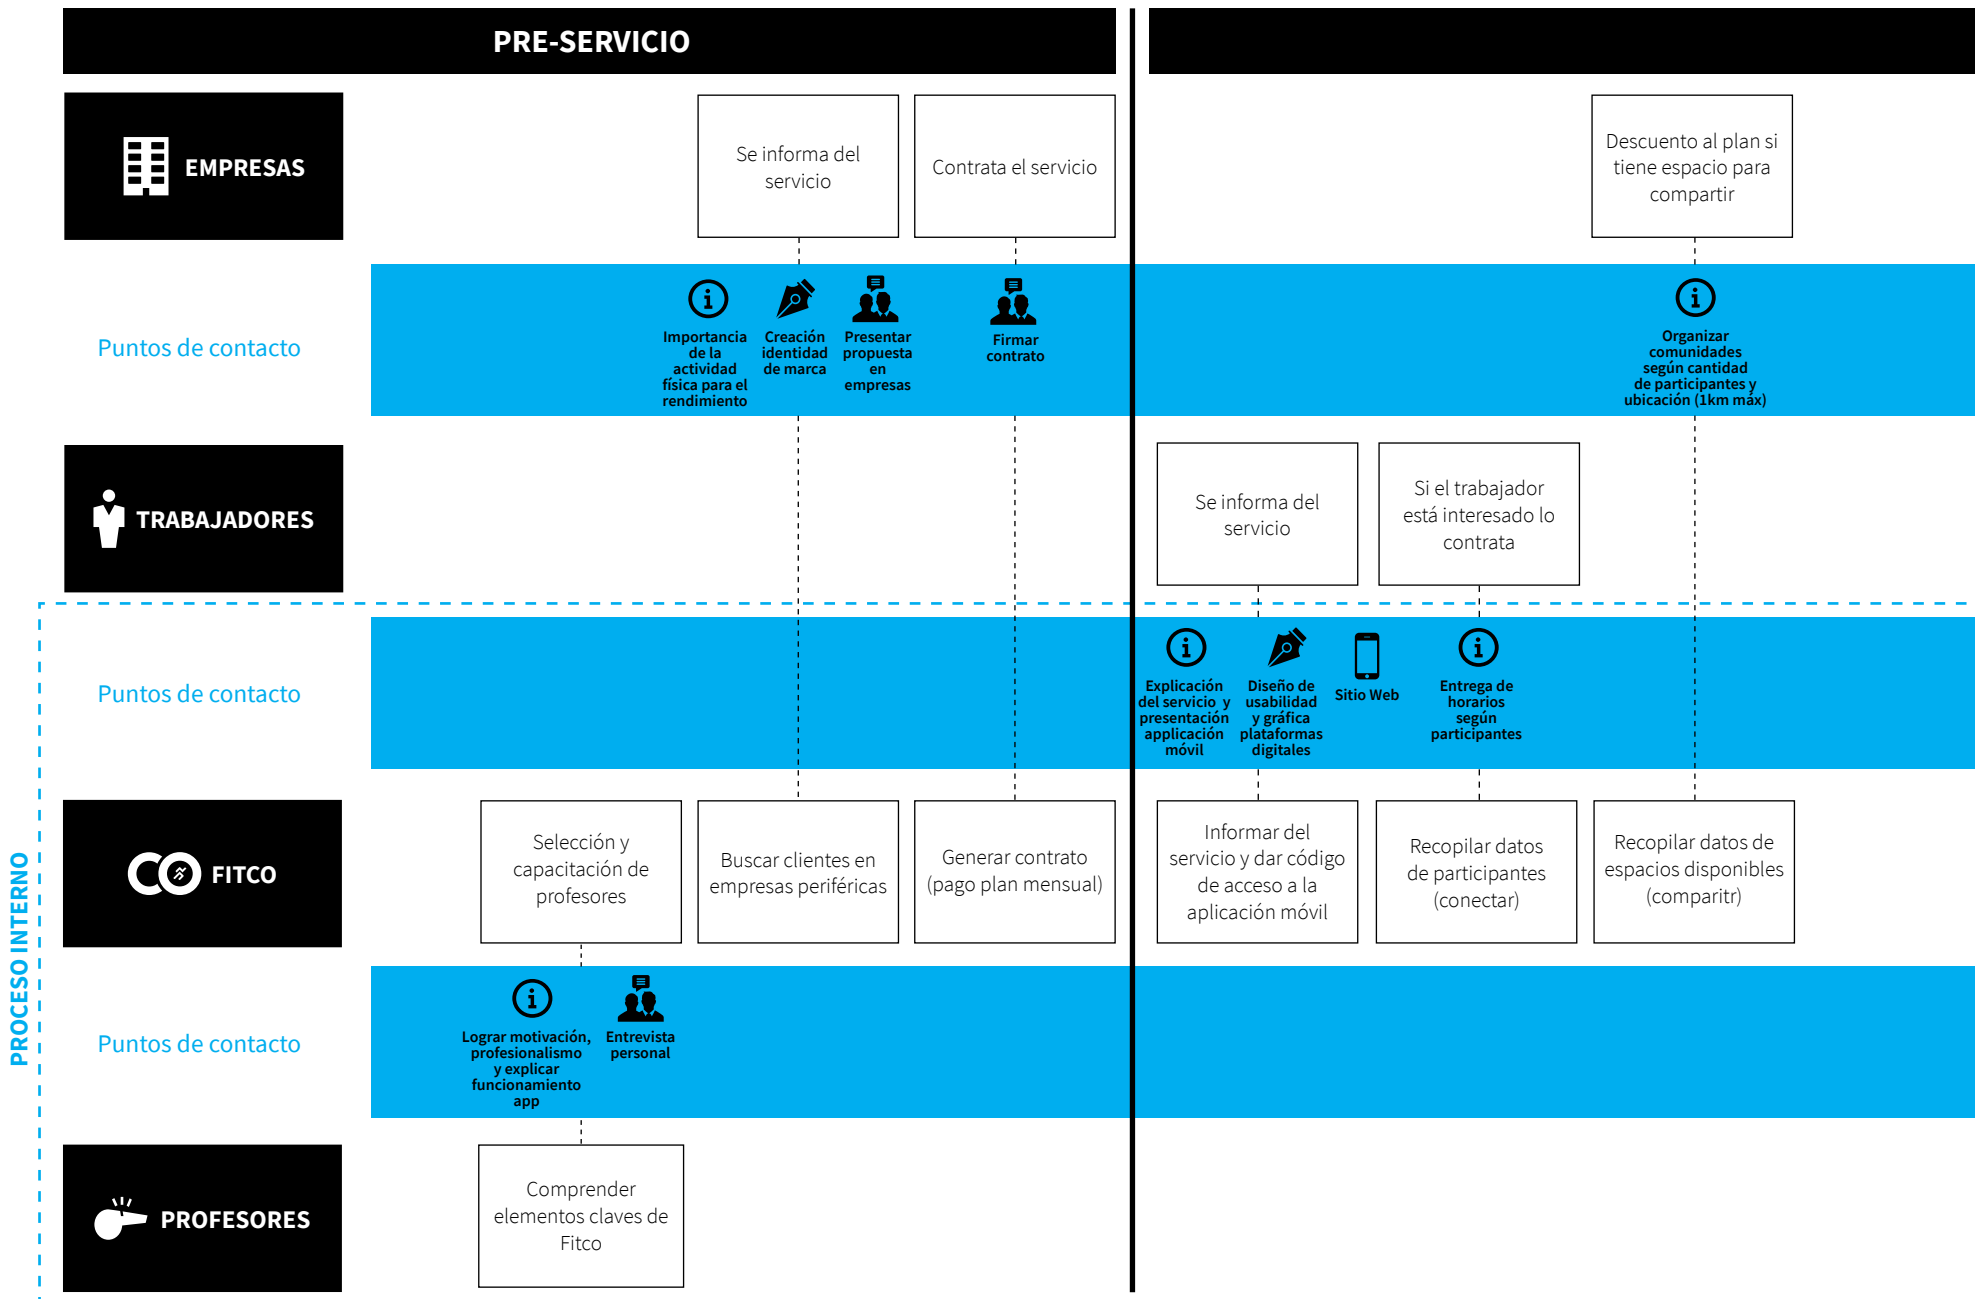 PRE-SERVICIO
EMPRESAS
Se informa del
servicio
Contrata el servicio
Descuento al plan si
tiene espacio para
compartir
Puntos de contacto
Importancia
de la
actividad
física para el
rendimiento
Creación
identidad
de marca
Presentar
propuesta
en
empresas
Firmar
contrato
Organizar
comunidades
según cantidad
de participantes y
ubicación (1km máx)
TRABAJADORES
Se informa del
servicio
Si el trabajador
está interesado lo
contrata
PROCESO INTERNO
Puntos de contacto
Explicación
del servicio y
presentación
applicación
móvil
Diseño de
usabilidad
y gráfica
plataformas
digitales
Sitio Web
Entrega de
horarios
según
participantes
FITCO
Selección y
capacitación de
profesores
Buscar clientes en
empresas periféricas
Generar contrato
(pago plan mensual)
Informar del
servicio y dar código
de acceso a la
aplicación móvil
Recopilar datos
de participantes
(conectar)
Recopilar datos de
espacios disponibles
(comparitr)
Puntos de contacto
Lograr motivación,
profesionalismo
y explicar
funcionamiento
app
Entrevista
personal
PROFESORES
Comprender
elementos claves de
Fitco